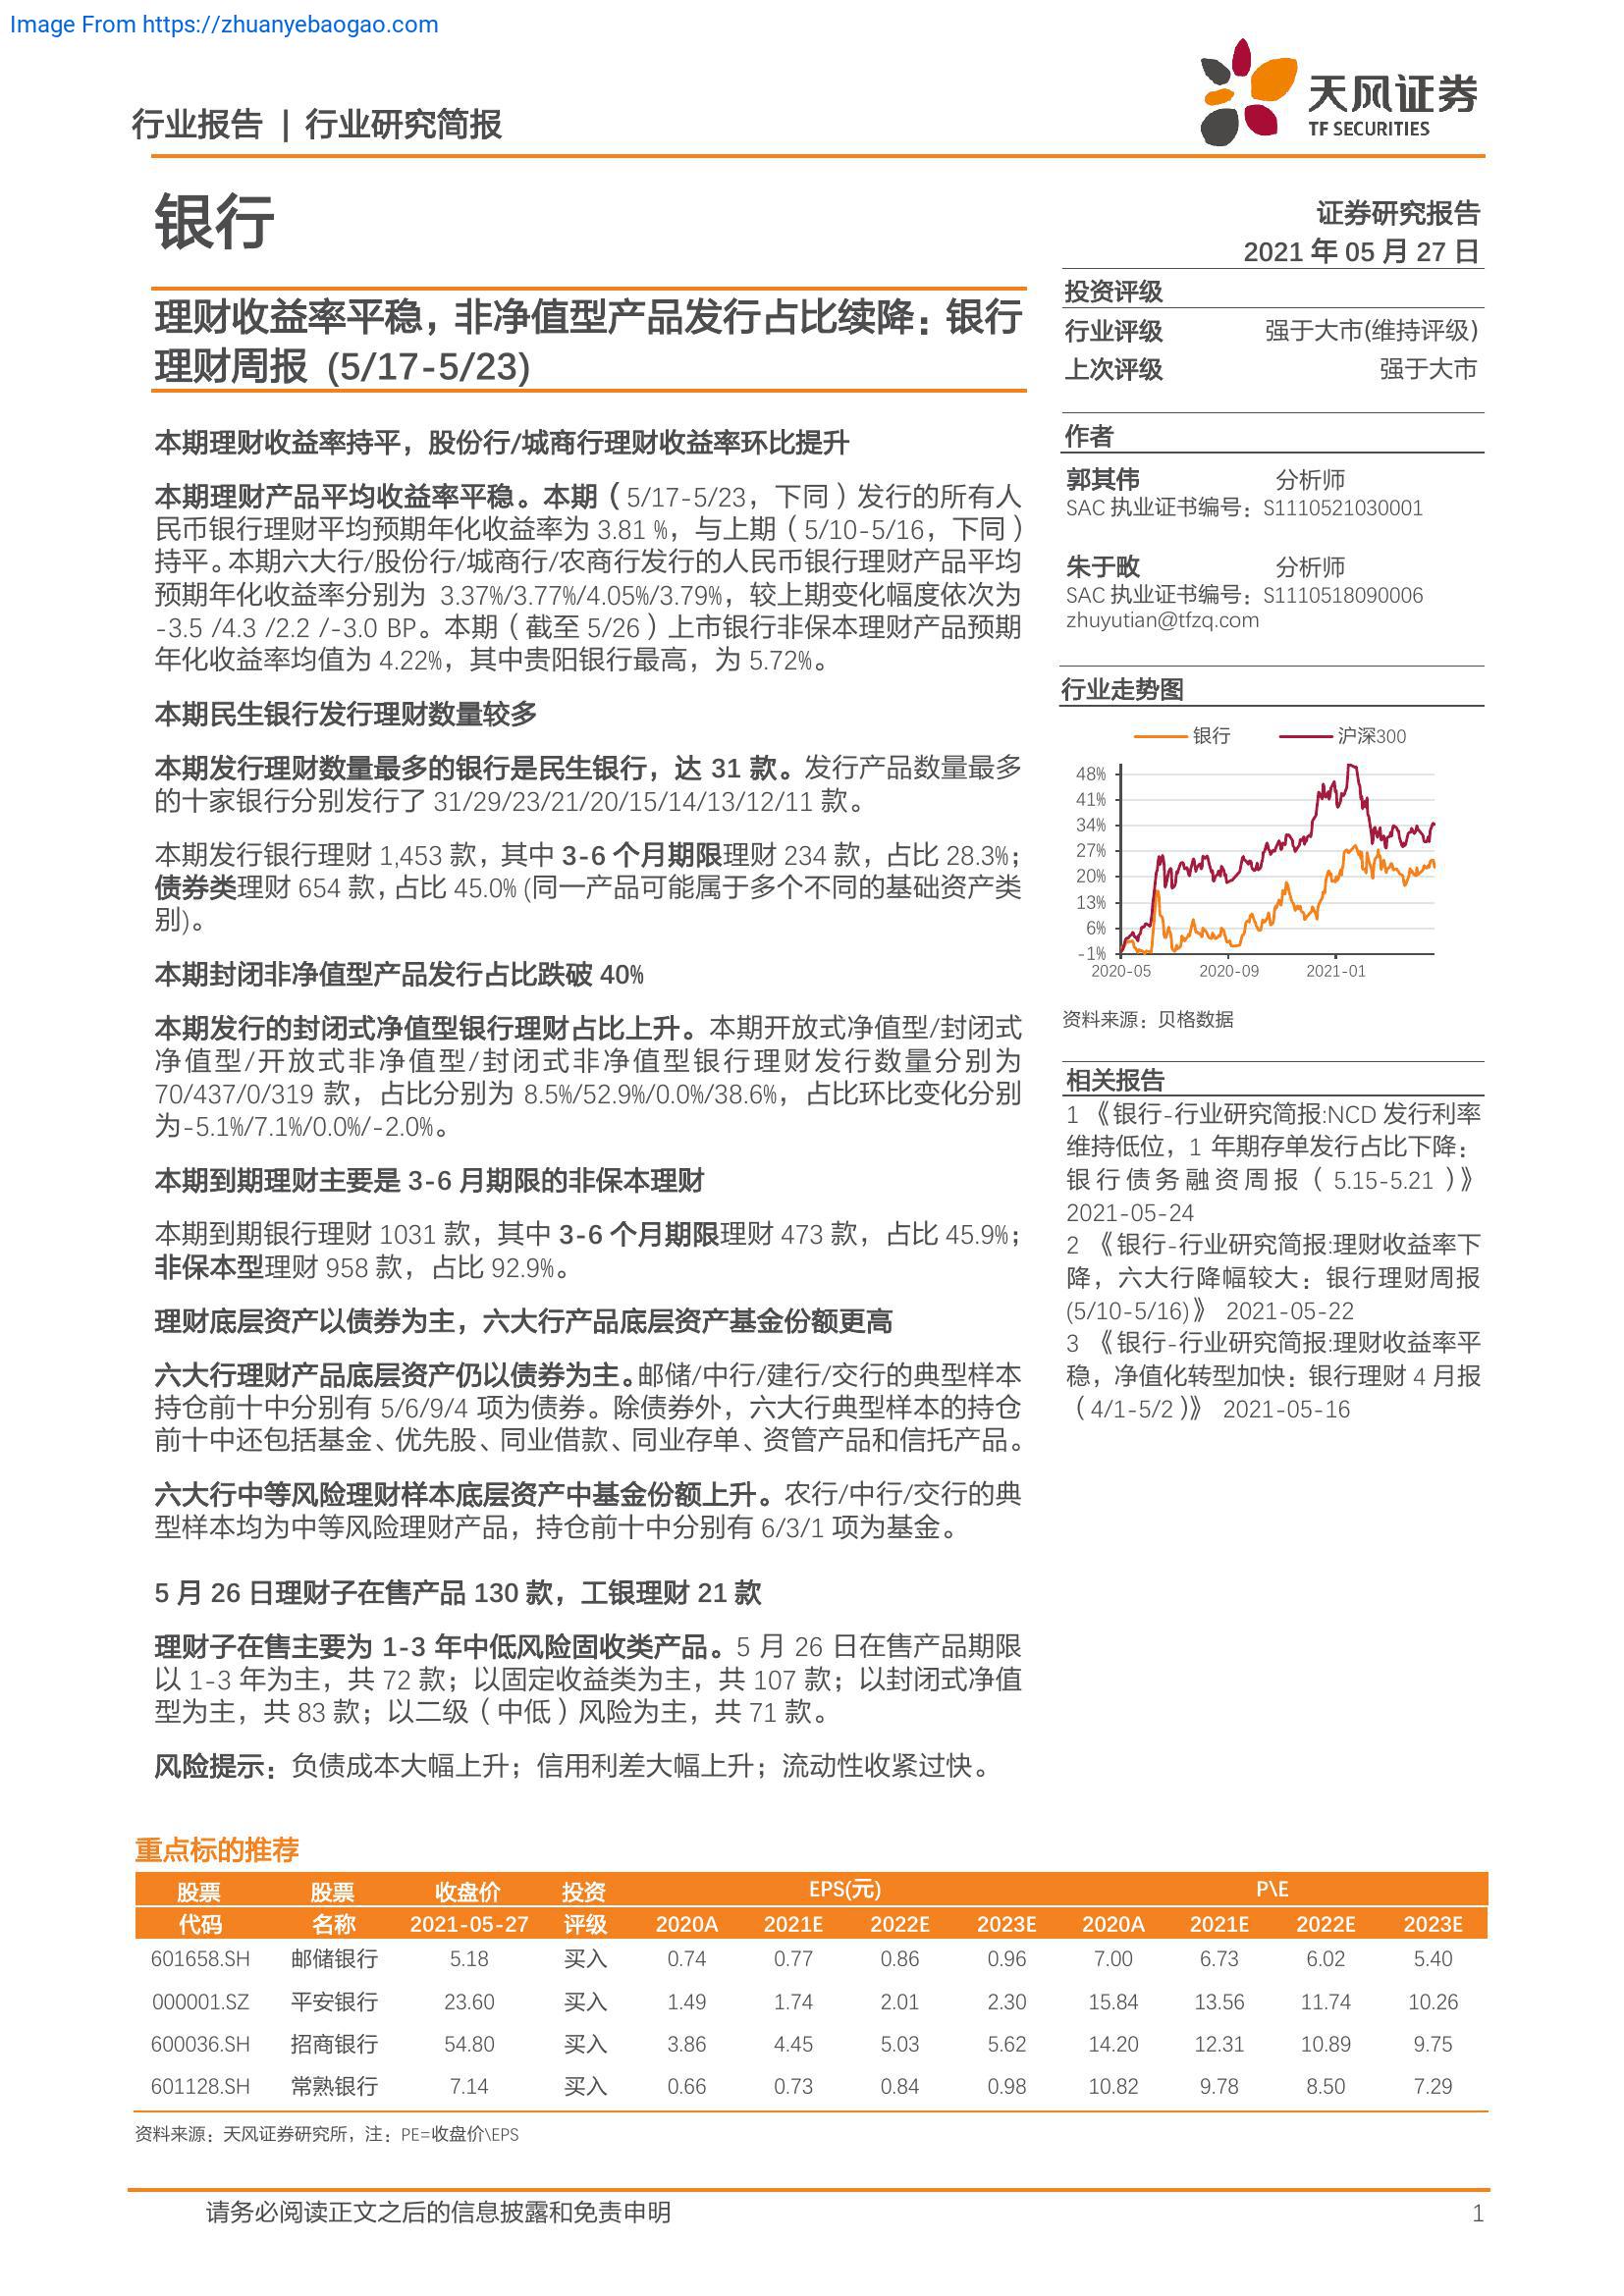 Image From https://zhuanyebaogao.com
行业报告 | 行业研究简报
天风证券
TF SECURITIES
银行
证券研究报告
2021 年 05 月 27 日
理财收益率平稳，非净值型产品发行占比续降：银行
理财周报 (5/17-5/23)
本期理财收益率持平，股份行/城商行理财收益率环比提升
本期理财产品平均收益率平稳。本期（5/17-5/23，下同）发行的所有人
民币银行理财平均预期年化收益率为 3.81 %，与上期（5/10-5/16，下同）
持平。本期六大行/股份行/城商行/农商行发行的人民币银行理财产品平均
预期年化收益率分别为 3.37%/3.77%/4.05%/3.79%，较上期变化幅度依次为
-3.5 /4.3 /2.2 /-3.0 BP。本期（截至 5/26）上市银行非保本理财产品预期
年化收益率均值为 4.22%，其中贵阳银行最高，为 5.72%。
本期民生银行发行理财数量较多
本期发行理财数量最多的银行是民生银行，达 31 款。发行产品数量最多
的十家银行分别发行了 31/29/23/21/20/15/14/13/12/11 款。
本期发行银行理财 1,453 款，其中 3-6 个月期限理财 234 款，占比 28.3%；
债券类理财 654 款，占比 45.0% (同一产品可能属于多个不同的基础资产类
别)。
本期封闭非净值型产品发行占比跌破 40%
本期发行的封闭式净值型银行理财占比上升。本期开放式净值型/封闭式
净值型/开放式非净值型/封闭式非净值型银行理财发行数量分别为
70/437/0/319 款，占比分别为 8.5%/52.9%/0.0%/38.6%，占比环比变化分别
为-5.1%/7.1%/0.0%/-2.0%。
本期到期理财主要是 3-6 月期限的非保本理财
本期到期银行理财 1031 款，其中 3-6 个月期限理财 473 款，占比 45.9%；
非保本型理财 958 款，占比 92.9%。
理财底层资产以债券为主，六大行产品底层资产基金份额更高
六大行理财产品底层资产仍以债券为主。邮储/中行/建行/交行的典型样本
持仓前十中分别有 5/6/9/4 项为债券。除债券外，六大行典型样本的持仓
前十中还包括基金、优先股、同业借款、同业存单、资管产品和信托产品。
六大行中等风险理财样本底层资产中基金份额上升。农行/中行/交行的典
型样本均为中等风险理财产品，持仓前十中分别有 6/3/1 项为基金。
5 月 26 日理财子在售产品 130 款，工银理财 21 款
理财子在售主要为 1-3 年中低风险固收类产品。5 月 26 日在售产品期限
以 1-3 年为主，共 72 款；以固定收益类为主，共 107 款；以封闭式净值
型为主，共 83 款；以二级（中低）风险为主，共 71 款。
风险提示：负债成本大幅上升；信用利差大幅上升；流动性收紧过快。
投资评级
行业评级 强于大市(维持评级)
上次评级 强于大市
作者
郭其伟 分析师
SAC 执业证书编号：S1110521030001
朱于畋 分析师
SAC 执业证书编号：S1110518090006
zhuyutian@tfzq.com
行业走势图
银行 沪深300
48%
41%
34%
27%
20%
13%
6%
-1%
2020-05 2020-09 2021-01
资料来源：贝格数据
相关报告
1 《银行-行业研究简报:NCD 发行利率
维持低位，1 年期存单发行占比下降：
银行债务融资周报（5.15-5.21）》
2021-05-24
2 《银行-行业研究简报:理财收益率下
降，六大行降幅较大：银行理财周报
(5/10-5/16)》 2021-05-22
3 《银行-行业研究简报:理财收益率平
稳，净值化转型加快：银行理财 4 月报
（4/1-5/2）》 2021-05-16
重点标的推荐
股票 股票 收盘价 投资 EPS(元) P\E
代码 名称 2021-05-27 评级 2020A 2021E 2022E 2023E 2020A 2021E 2022E 2023E
601658.SH 邮储银行 5.18 买入 0.74 0.77 0.86 0.96 7.00 6.73 6.02 5.40
000001.SZ 平安银行 23.60 买入 1.49 1.74 2.01 2.30 15.84 13.56 11.74 10.26
600036.SH 招商银行 54.80 买入 3.86 4.45 5.03 5.62 14.20 12.31 10.89 9.75
601128.SH 常熟银行 7.14 买入 0.66 0.73 0.84 0.98 10.82 9.78 8.50 7.29
资料来源：天风证券研究所，注：PE=收盘价\EPS
请务必阅读正文之后的信息披露和免责申明 1